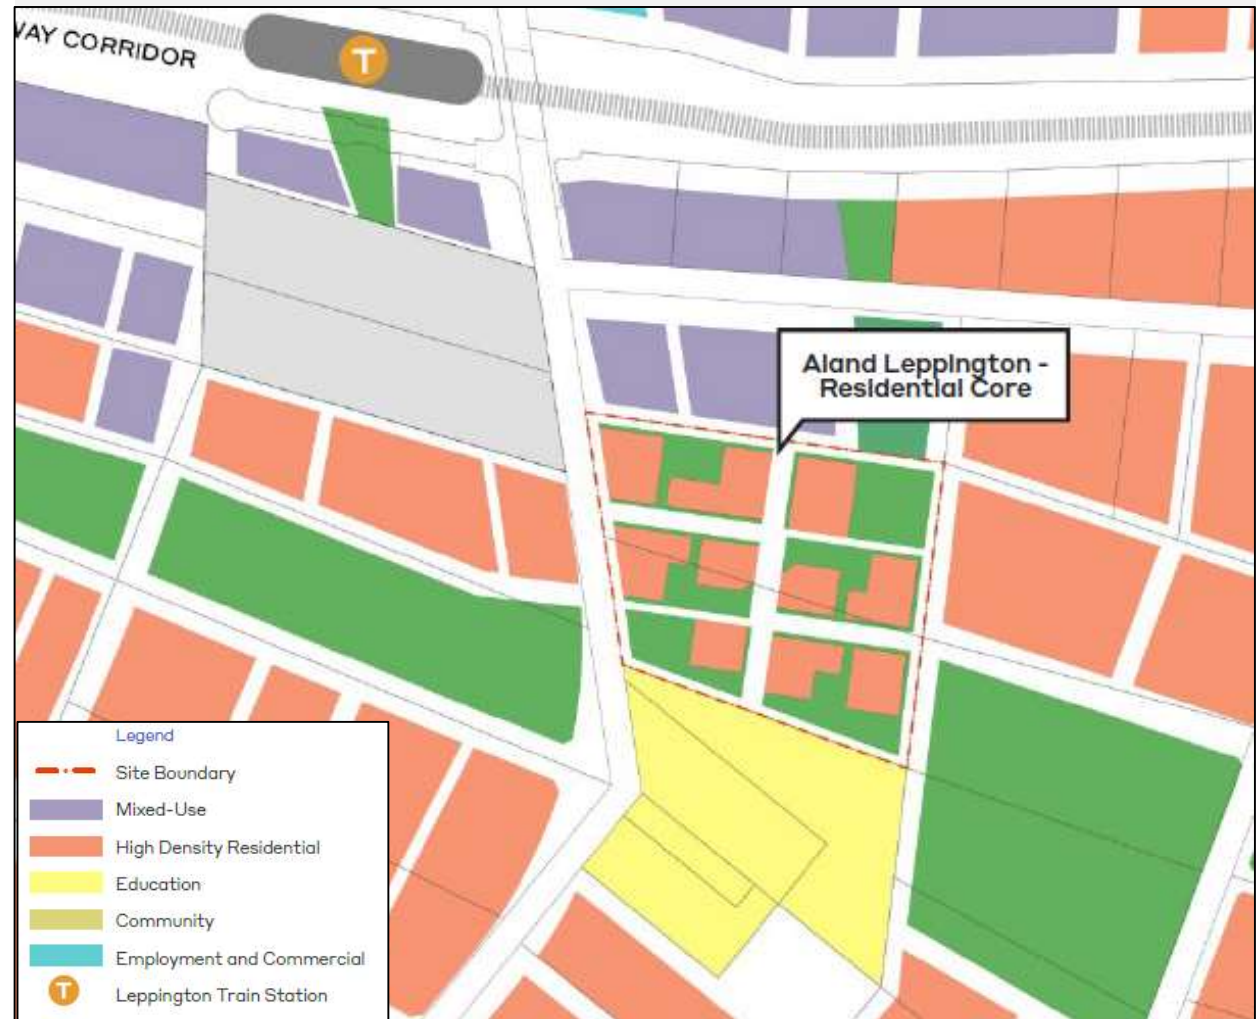 T
WAY CORRIDOR
Aland Leppington -
Residential Core
Legend
Site Boundary
Mixed-Use
High Density Residential
Education
Community
Employment and Commercial
T
Leppington Train Station